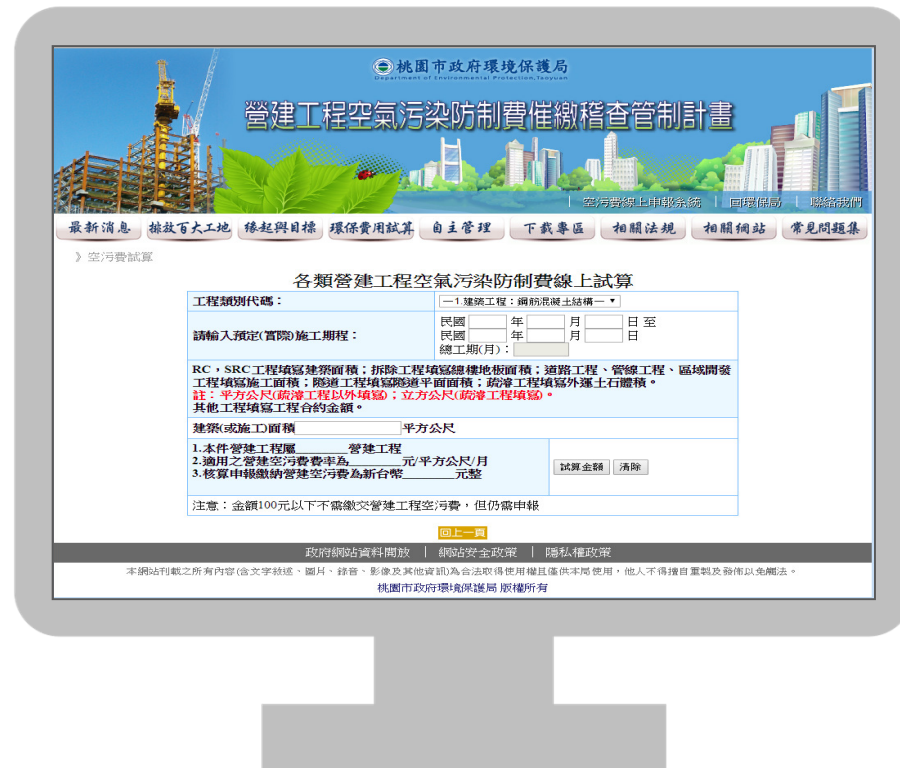 桃園市政府環境保護局
Department of Environmental Protection,Taoyuan
營建工程空氣污染防制費催繳稽查管制計畫
| 空污費線上申報系統 | 回環保局 | 聯絡我們
最新消息 排放百大工地 緣起與目標 環保費用試算 自主管理 下載專區 相關法規 相關網站 常見問題集
》空污費試算
各類營建工程空氣污染防制費線上試算
工程類別代碼： —1.建築工程：鋼筋混凝土結構—
請輸入預定(實際)施工期程：
民國 年 月 日 至
民國 年 月 日
總工期(月)：
RC，SRC工程填寫建築面積；拆除工程填寫總樓地板面積；道路工程、管線工程、區域開發
工程填寫施工面積；隧道工程填寫隧道平面面積；疏濬工程填寫外運土石體積。
註：平方公尺(疏濬工程以外填寫)；立方公尺(疏濬工程填寫)。
其他工程填寫工程合約金額。
建築(或施工)面積 平方公尺
1.本件營建工程屬________營建工程
2.適用之營建空污費費率為________元/平方公尺/月
3.核算申報繳納營建空污費為新台幣________元整
試算金額 清除
注意：金額100元以下不需繳交營建工程空污費，但仍需申報
回上一頁
政府網站資料開放 | 網站安全政策 | 隱私權政策
本網站刊載之所有內容(含文字敘述、圖片、錄音、影像及其他資訊)為合法取得使用權且僅供本局使用，他人不得擅自重製及發佈以免觸法。
桃園市政府環境保護局 版權所有